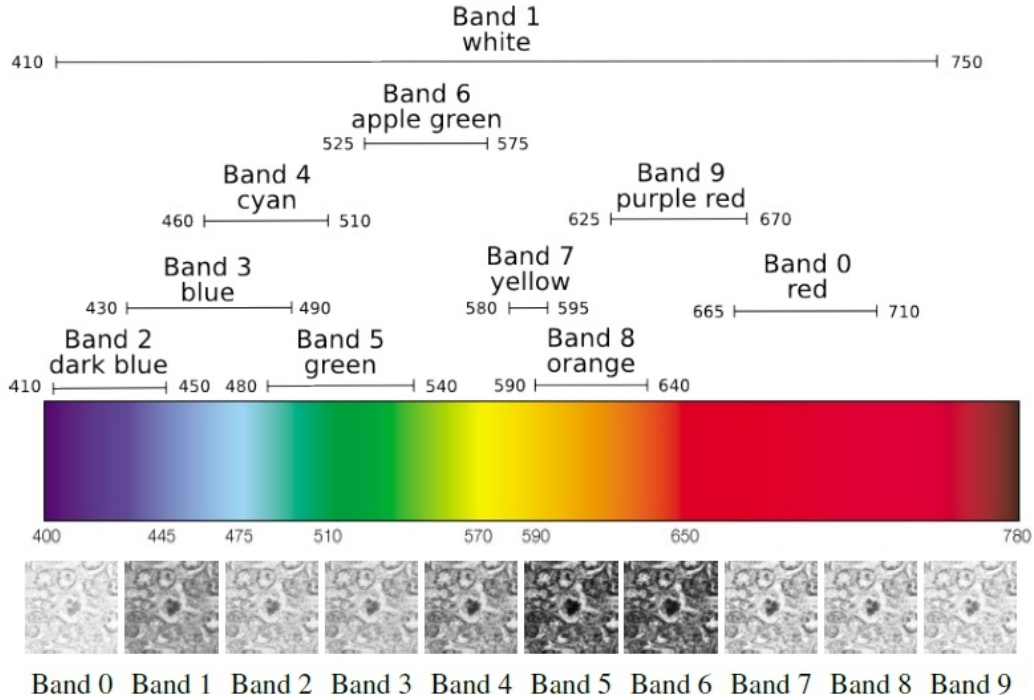 Band 1
white
410 750
Band 6
apple green
525 575
Band 4
cyan
460 510
Band 9
purple red
625 670
Band 3
blue
430 490
Band 7
yellow
580 595
Band 0
red
665 710
Band 2
dark blue
410 450
Band 5
green
480 540
Band 8
orange
590 640
400 445 475 510 570 590 650 780
Band 0 Band 1 Band 2 Band 3 Band 4 Band 5 Band 6 Band 7 Band 8 Band 9